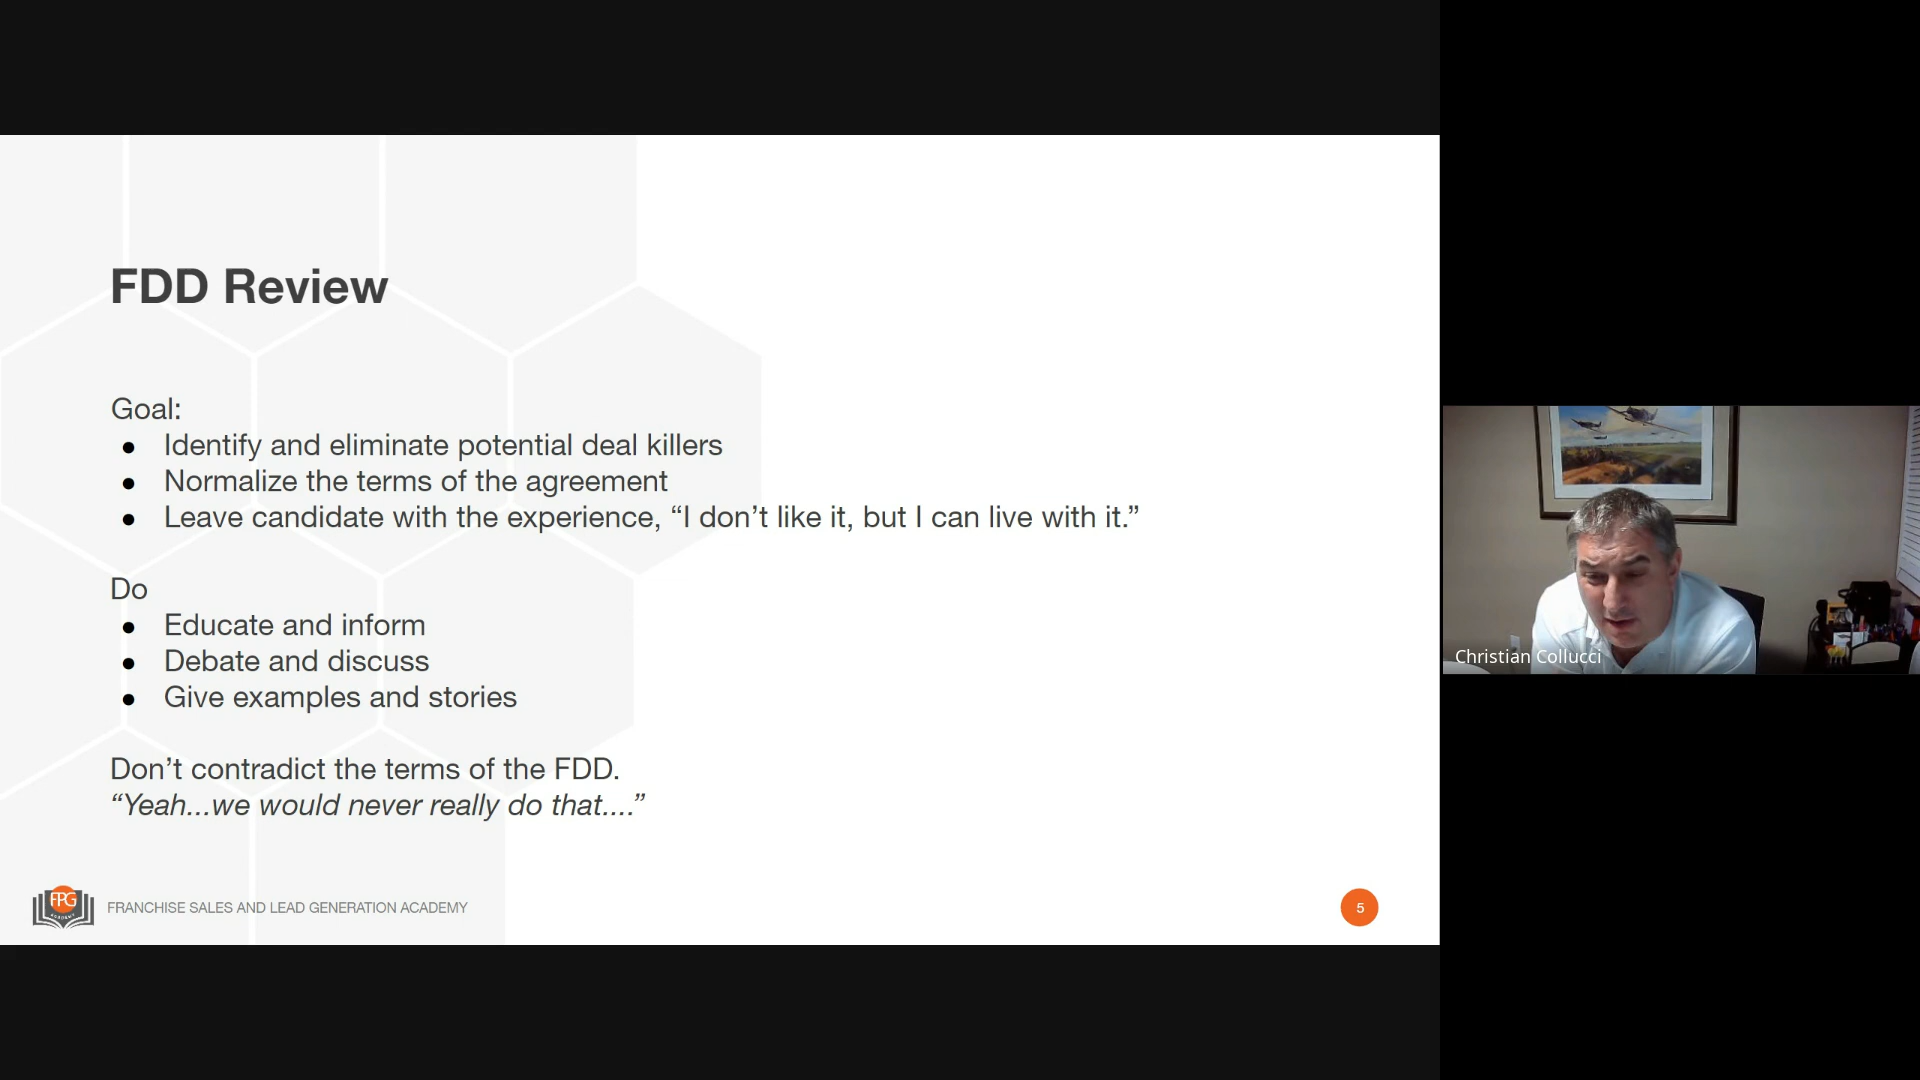 FDD Review
Goal:
● Identify and eliminate potential deal killers
● Normalize the terms of the agreement
● Leave candidate with the experience, “I don’t like it, but I can live with it.”
Do
● Educate and inform
● Debate and discuss
● Give examples and stories
Don’t contradict the terms of the FDD.
“Yeah...we would never really do that....”
FPG
ACADEMY
FRANCHISE SALES AND LEAD GENERATION ACADEMY
5
Christian Collucci